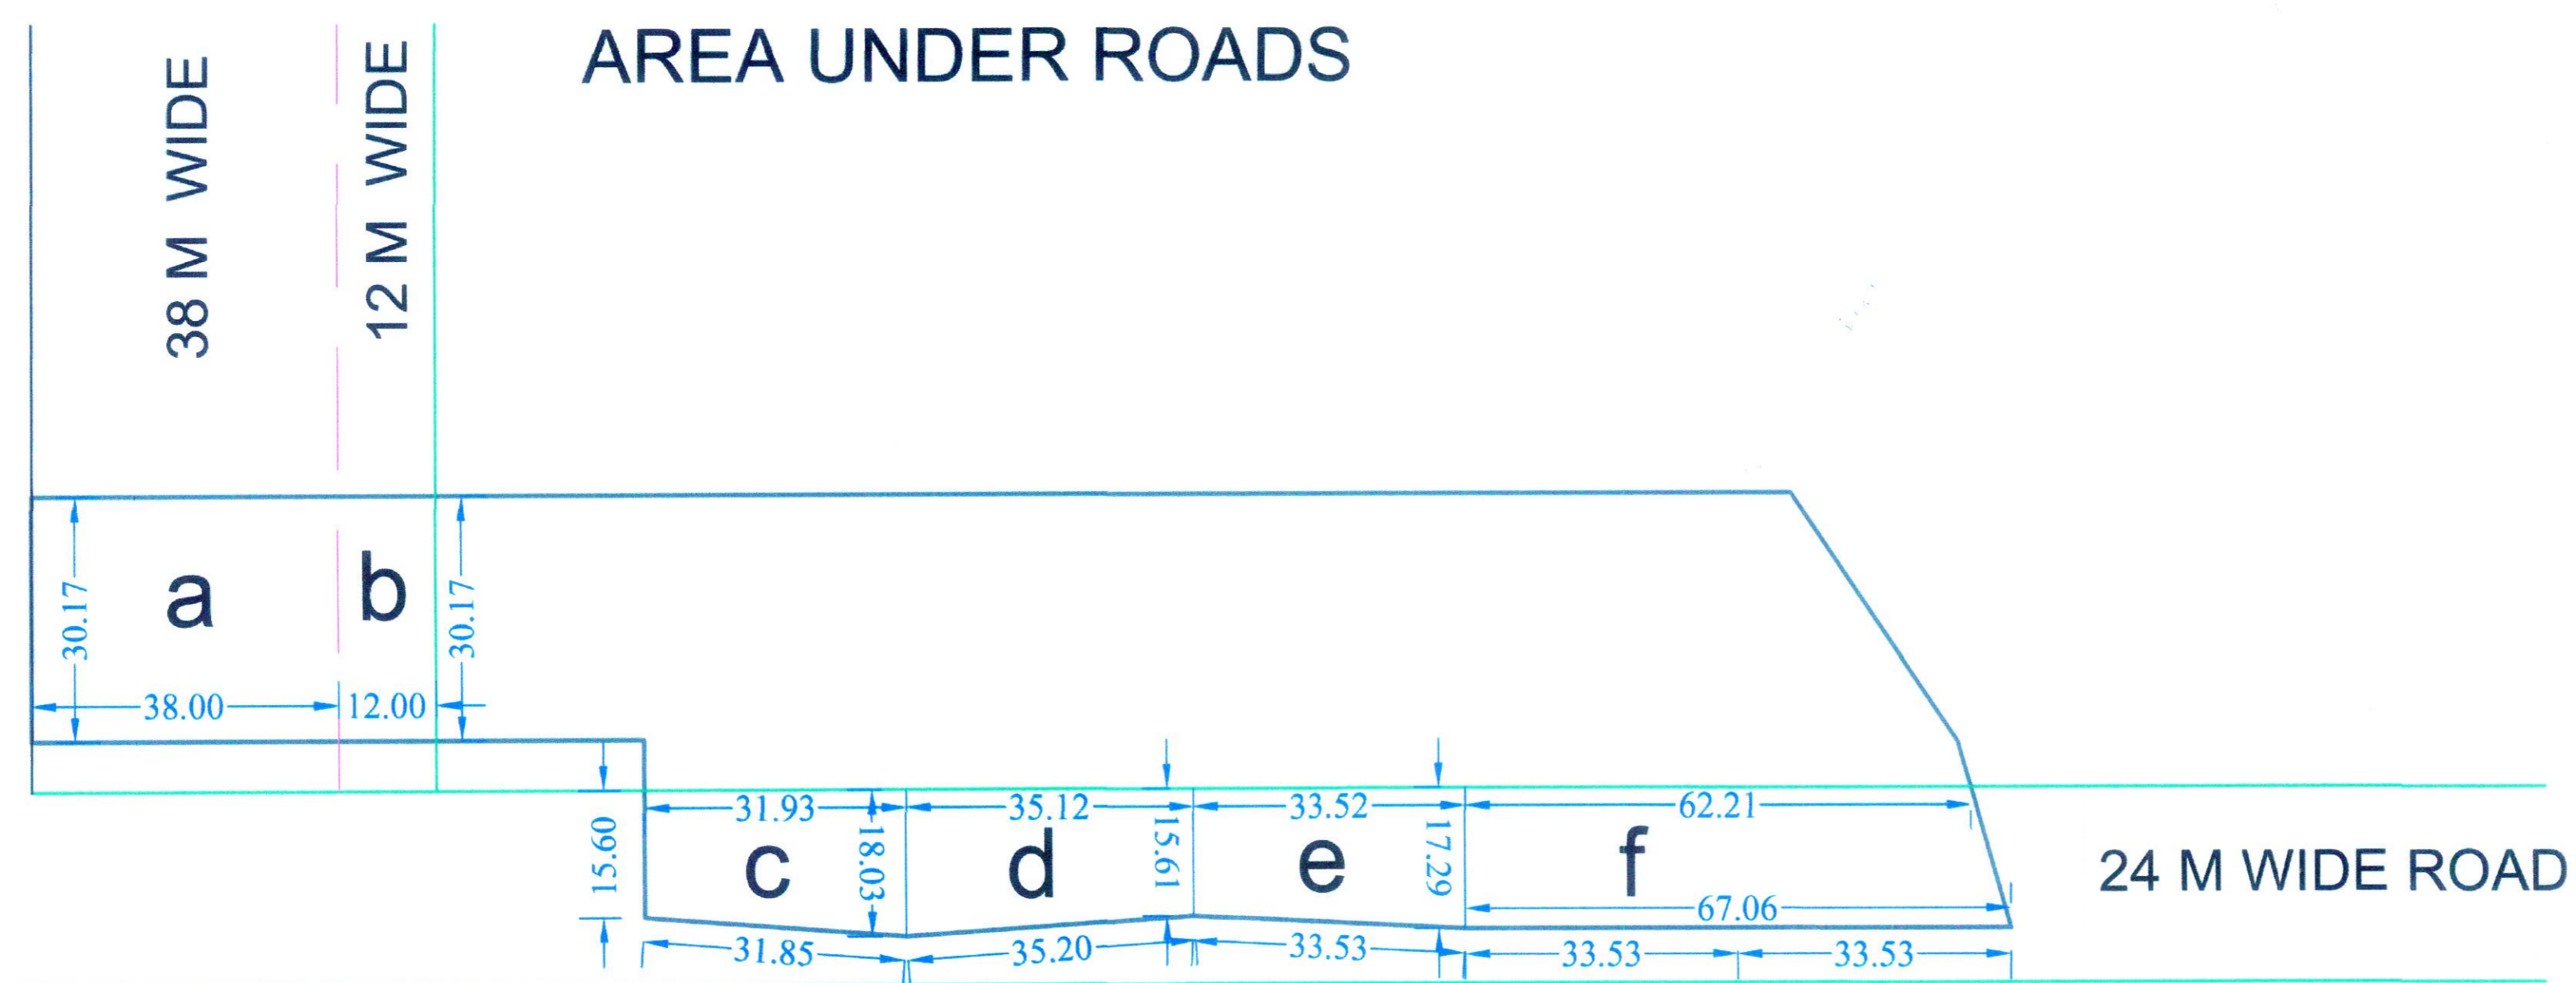 AREA UNDER ROADS
38 M WIDE
12 M WIDE
a
b
30.17
30.17
38.00
12.00
31.93
35.12
33.52
62.21
15.60
c
18.03
d
15.61
e
17.29
f
24 M WIDE ROAD
67.06
31.85
35.20
33.53
33.53
33.53